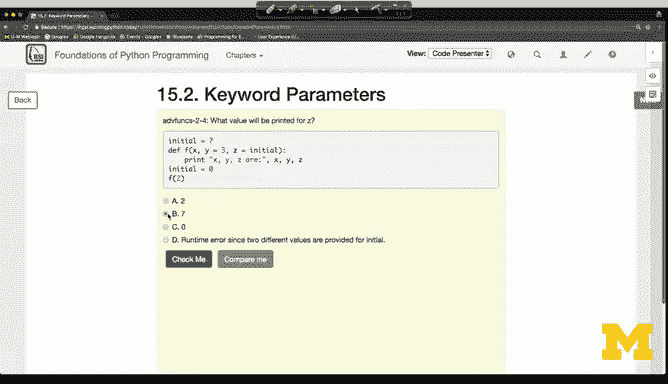 Foundations of Python Programming
Chapters
View: Code Presenter
Back
15.2. Keyword Parameters
advfuncs-2-4: What value will be printed for z?
initial = 7
def f(x, y = 3, z = initial):
print "x, y, z are:", x, y, z
initial = 0
f(2)
A. 2
B. 7
C. 0
D. Runtime error since two different values are provided for initial.
Check Me
Compare me
M